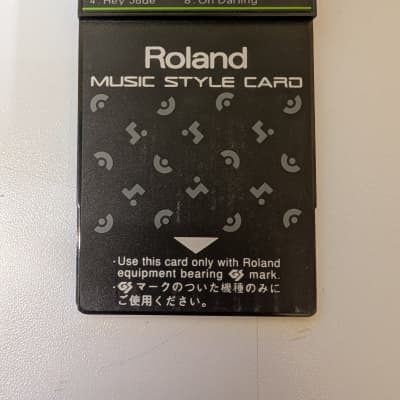 4. Hey Jude 8. Oh Darling
Roland
MUSIC STYLE CARD
·Use this card only with Roland
equipment bearing GS mark.
·GSマークのついた機種のみに
ご使用ください。